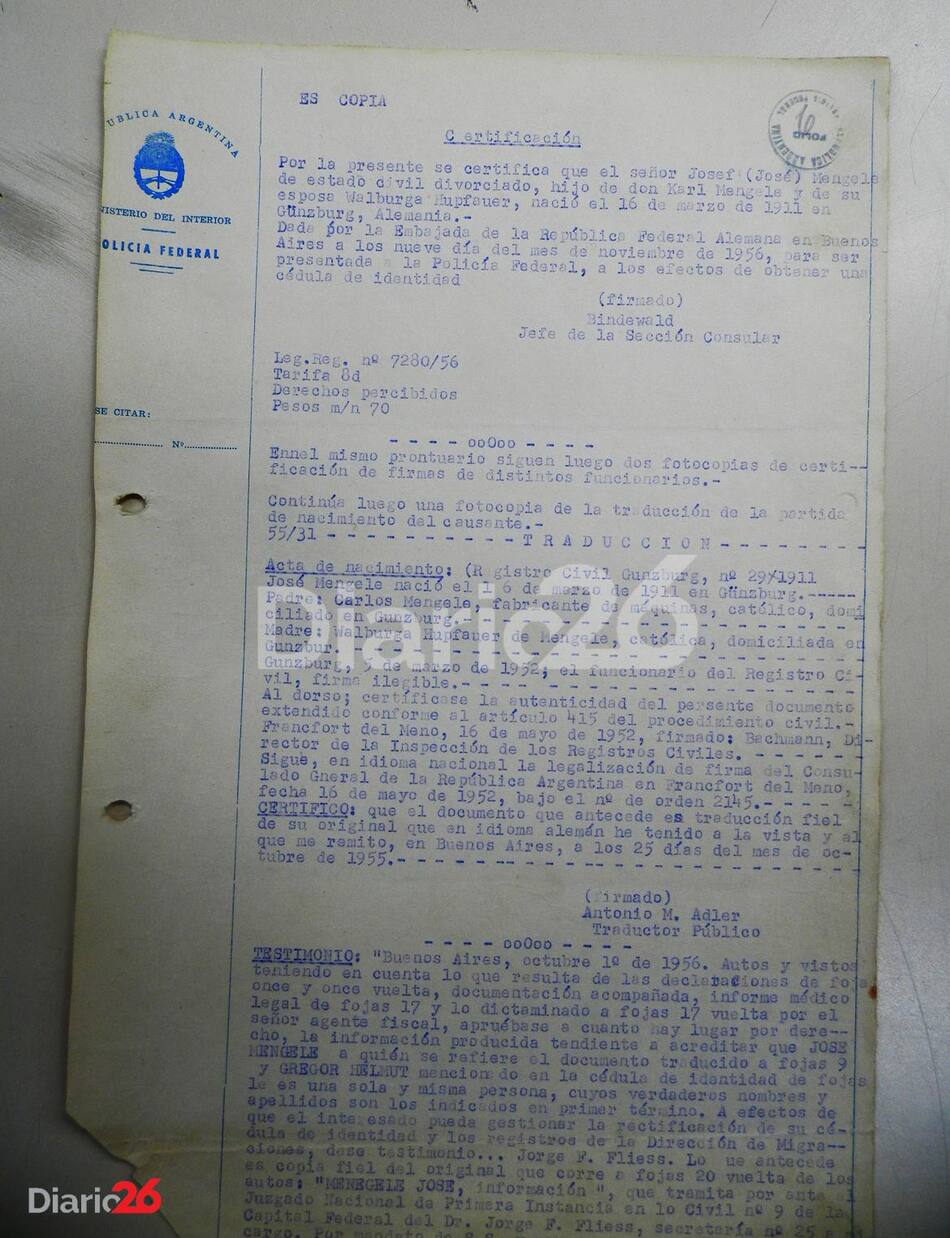 ES COPIA
UBLICA ARGENTINA
NISTERIO DEL INTERIOR
OLICIA FEDERAL
FOLIO
Certificación
Por la presente se certifica que el señor Josef (José) Mengele
de estado civil divorciado, hijo de don Karl Mengele y de su
esposa Walburga Hupfauer, nació el 16 de marzo de 1911 en
Günzburg, Alemania.-
Dada por la Embajada de la República Federal Alemana en Buenos
Aires a los nueve día del mes de noviembre de 1956, para ser
presentada a la Policía Federal, a los efectos de obtener una
cédula de identidad
(firmado)
Bindewald
Jefe de la Sección Consular
Leg.Reg. nº 7280/56
Tarifa 8d
Derechos percibidos
Pesos m/n 70
SE CITAR:
Nº
- - - - ooOoo - - - -
Ennel mismo prontuario siguen luego dos fotocopias de certi--
ficación de firmas de distintos funcionarios.-
Continúa luego una fotocopia de la traducción de la partida
de nacimiento del causante.-
55/31 - - - - - - - - - - T R A D U C C I O N - - - - - - - -
Acta de nacimiento: (Registro Civil Gunzburg, nº 29/1911
José Mengele nació el 1 6 de marzo de 1911 en Günzburg.-----
Padre: Carlos Mengele, fabricante de máquinas, católico, domi
ciliado en Gunzburg.- - - - - - - - - - - - - - - - - -
Madre: Walburga Hupfauer de Mengele, católica, domiciliada en
Gunzbur. - - - - - - - - - - - - - - - - - - - -
Gunzburg, 9 de marzo de 1952; el funcionario del Registro Ci-
vil, firma ilegible.- - - - - - - - - - - - - - - - -
Al dorso; certifícase la autenticidad del persente documento
extendido conforme al artículo 415 del procedimiento civil.-
Francfort del Meno, 16 de mayo de 1952, firmado: Bachmann, Di-
rector de la Inspección de los Registros Civiles. - - - - - -
Sigue, en idioma nacional la legalización de firma del Consu-
lado Gneral de la República Argentina en Francfort del Meno,
fecha 16 de mayo de 1952, bajo el nº de orden 2145.- - - - -
CERTIFICO: que el documento que antecede es traducción fiel
de su original que en idioma alemán he tenido a la vista y al
que me remito, en Buenos Aires, a los 25 días del mes de oc-
tubre de 1955.- - - - - - - - - - - - - - - - - - -
(firmado)
Antonio M. Adler
Traductor Público
- - - - ooOoo - - - -
TESTIMONIO: "Buenos Aires, octubre 1º de 1956. Autos y vistos
teniendo en cuenta lo que resulta de las declaraciones de foja
once y once vuelta, documentación acompañada, informe médico
legal de fojas 17 y lo dictaminado a fojas 17 vuelta por el
señor agente fiscal, apruébase a cuanto hay lugar por dere--
cho, la información producida tendiente a acreditar que JOSE
MENGELE a quién se refiere el documento traducido a fojas 9
y GREGOR HELMUT mencionado en la cédula de identidad de fojas
le es una sola y misma persona, cuyos verdaderos nombres y
apellidos son los indicados en primer término. A efectos de
que el interesado pueda gestionar la rectificación de su cé-
dula de identidad y los registros de la Dirección de Migra--
ciones, dese testimonio... Jorge F. Fliess. Lo ue antecede
es copia fiel del original que corre a fojas 20 vuelta de los
autos: "MENEGELE JOSE, información ", que tramita por ante el
Juzgado Nacional de Primera Instancia en lo Civil nº 9 de la
Capital Federal del Dr. Jorge F. Fliess, secretaría nº 25 a
cargo. Por mandato de S.S.
Diario26
Diario26